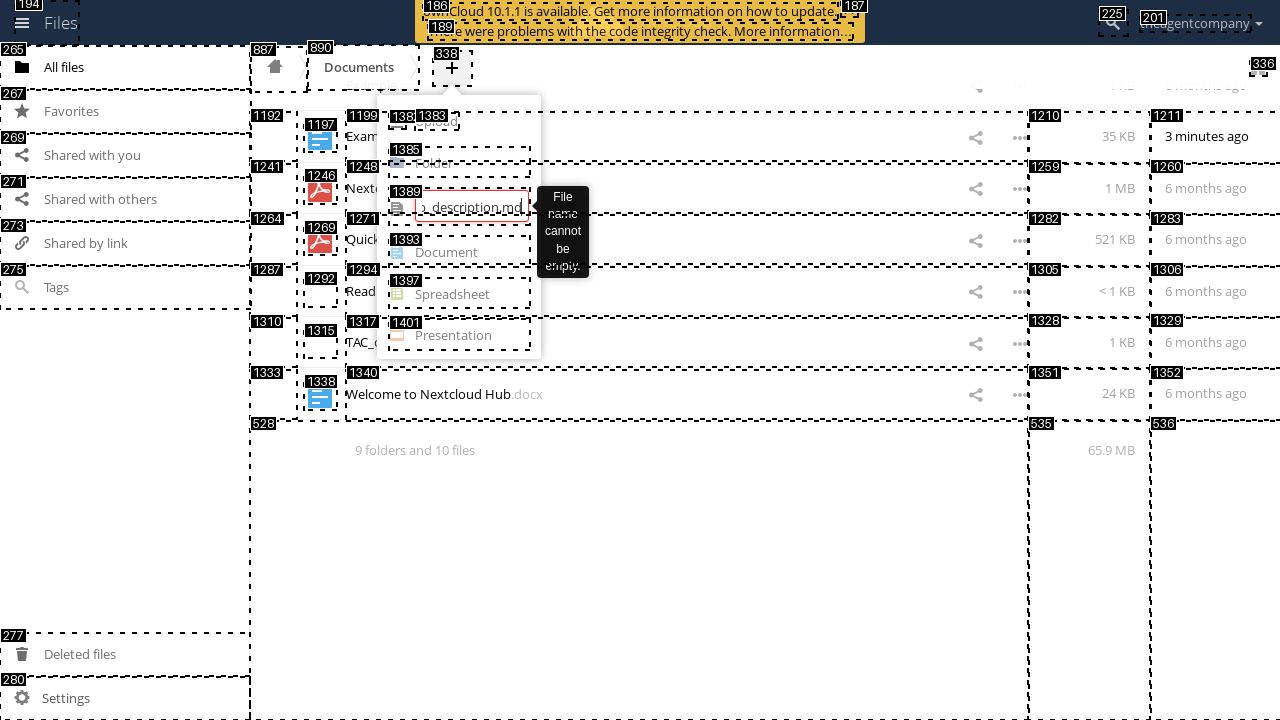 194
Files
186
187
ownCloud 10.1.1 is available. Get more information on how to update.
189
There were problems with the code integrity check. More information…
225
201
theagentcompany
265
All files
887
890
Documents
338
+
336
267
Favorites
269
Shared with you
271
Shared with others
273
Shared by link
275
Tags
6 months ago
1192
1197
1199
Exam
1383
Upload
1210
35 KB
1211
3 minutes ago
1385
Folder
1241
1246
1248
Nextc
1259
1 MB
1260
6 months ago
1389
_description.md
File
name
cannot
be
empty.
1264
1269
1271
Quick
1282
521 KB
1283
6 months ago
1393
Document
1287
1292
1294
Read
1305
< 1 KB
1306
6 months ago
1397
Spreadsheet
1310
1315
1317
TAC_
1328
1 KB
1329
6 months ago
1401
Presentation
1333
1338
1340
Welcome to Nextcloud Hub.docx
1351
24 KB
1352
6 months ago
528
9 folders and 10 files
535
65.9 MB
536
277
Deleted files
280
Settings